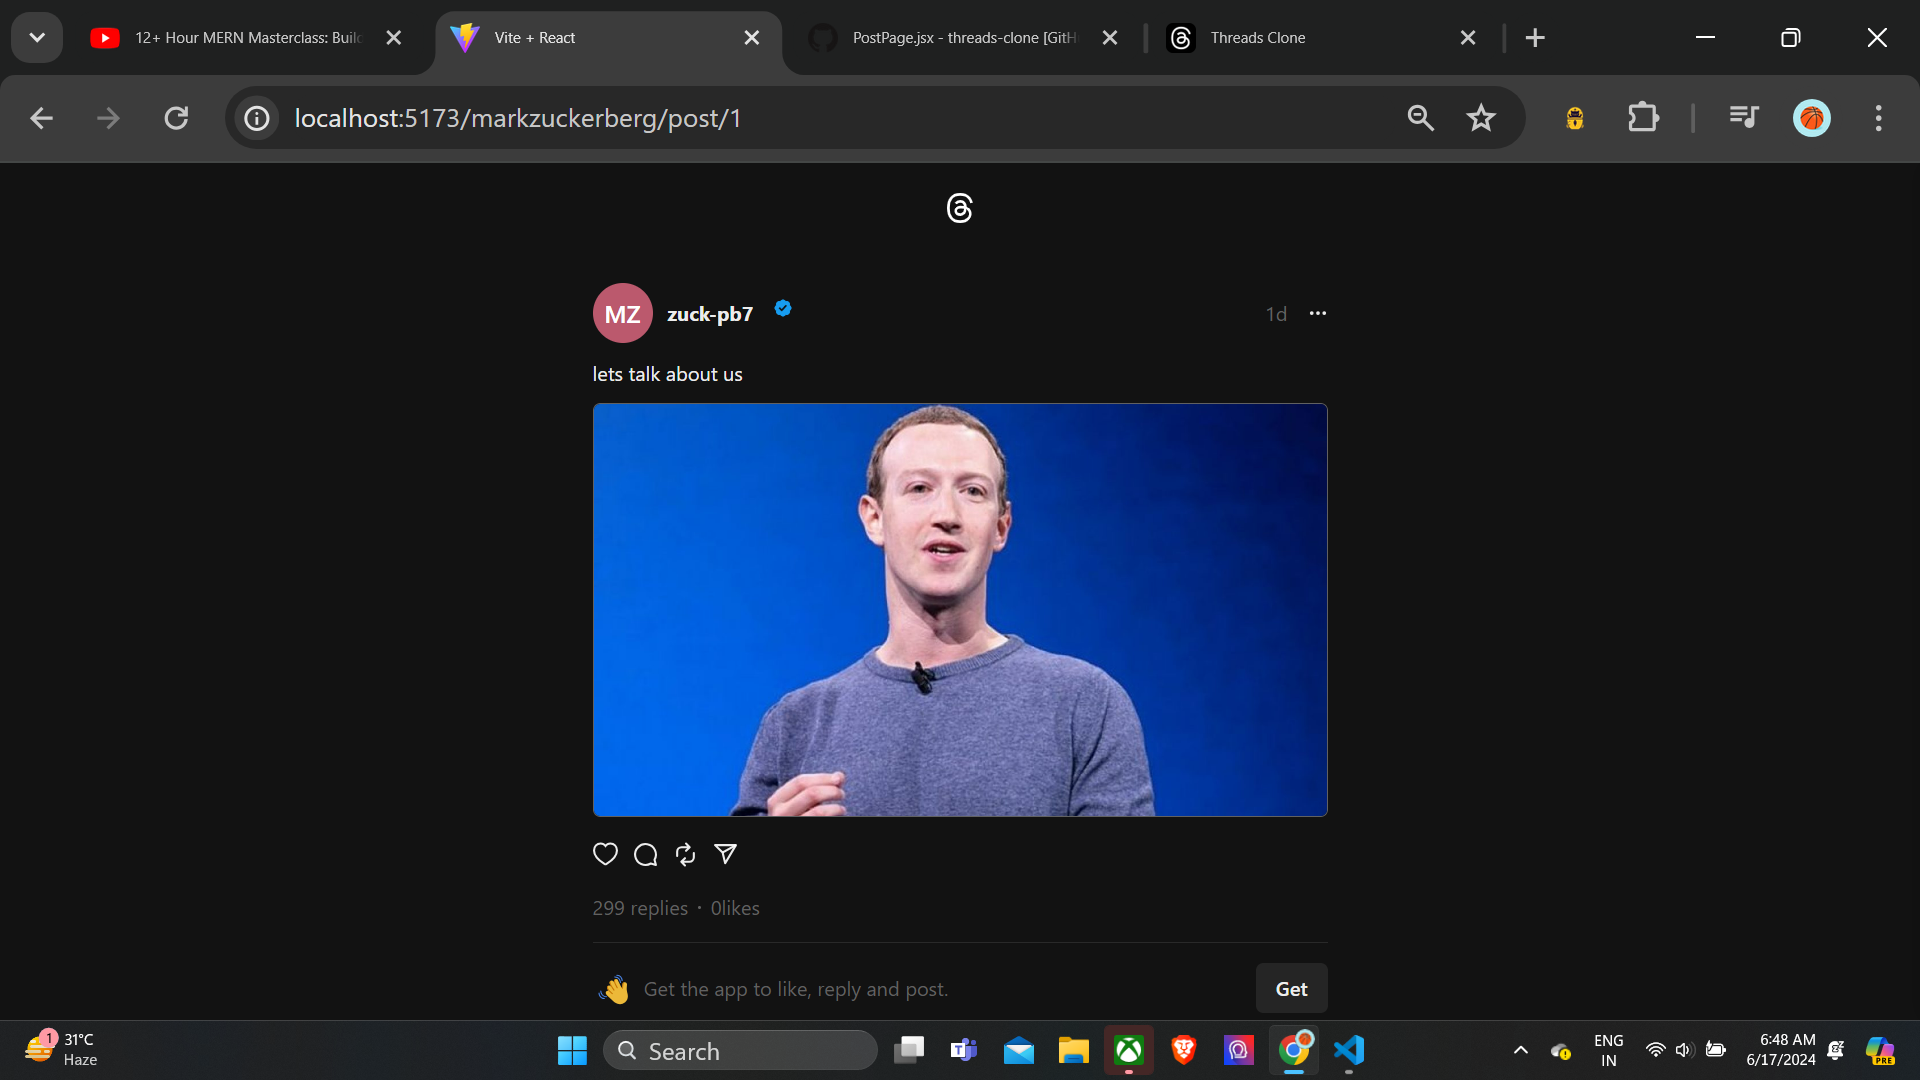 12+ Hour MERN Masterclass: Build
Vite + React
PostPage.jsx - threads-clone [GitH
Threads Clone
localhost:5173/markzuckerberg/post/1
MZ
zuck-pb7
1d
lets talk about us
299 replies · 0likes
Get the app to like, reply and post.
Get
1
31°C
Haze
Search
ENG
IN
6:48 AM
6/17/2024
PRE